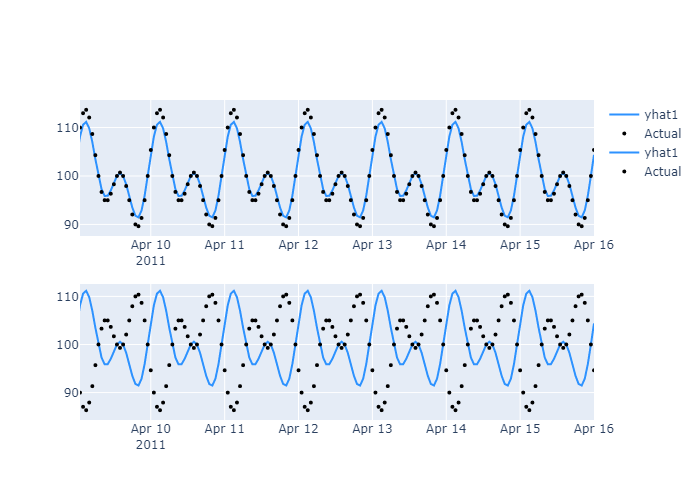 110
100
90
Apr 10
2011
Apr 11
Apr 12
Apr 13
Apr 14
Apr 15
Apr 16
yhat1
Actual
yhat1
Actual
110
100
90
Apr 10
2011
Apr 11
Apr 12
Apr 13
Apr 14
Apr 15
Apr 16